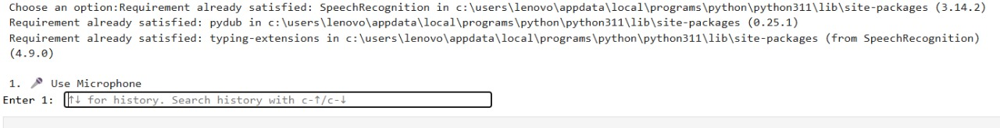 Choose an option:Requirement already satisfied: SpeechRecognition in c:\users\lenovo\appdata\local\programs\python\python311\lib\site-packages (3.14.2)
Requirement already satisfied: pydub in c:\users\lenovo\appdata\local\programs\python\python311\lib\site-packages (0.25.1)
Requirement already satisfied: typing-extensions in c:\users\lenovo\appdata\local\programs\python\python311\lib\site-packages (from SpeechRecognition)
(4.9.0)
1. 🎤 Use Microphone
Enter 1: ↑↓ for history. Search history with c-↑/c-↓